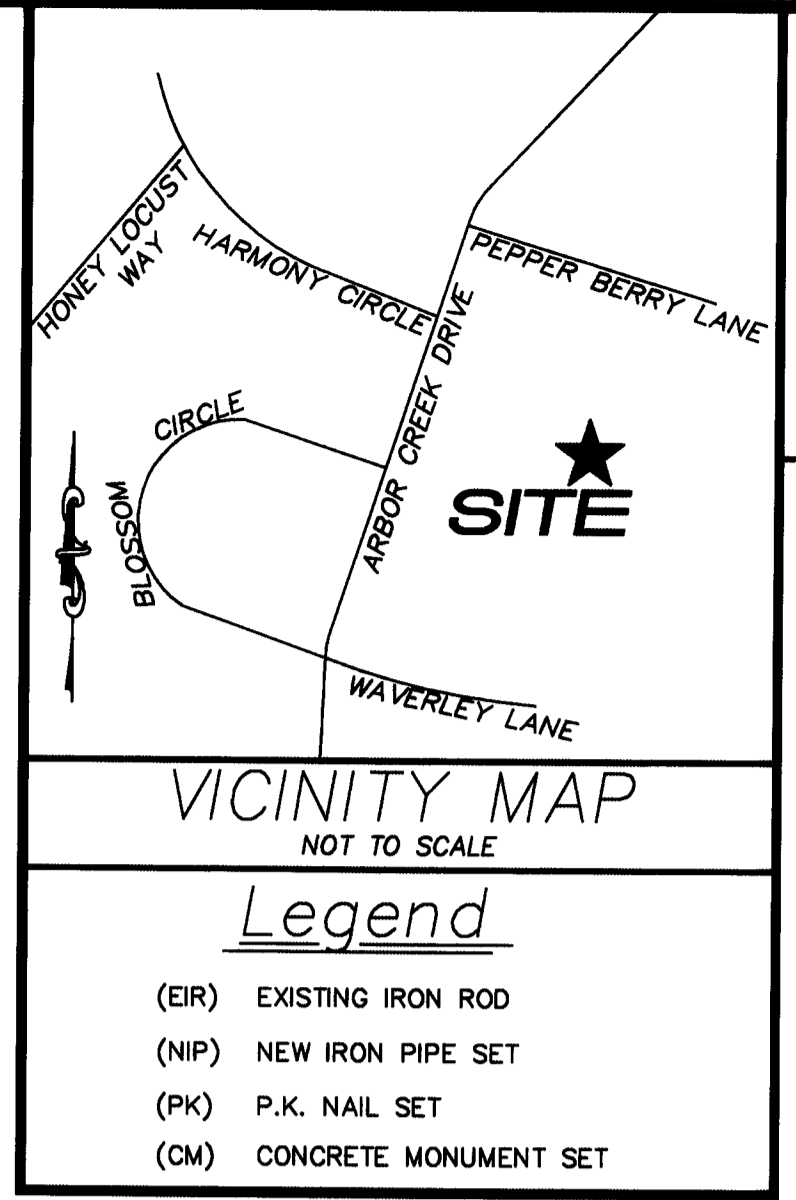 HONEY LOCUST
WAY
HARMONY CIRCLE
PEPPER BERRY LANE
ARBOR CREEK DRIVE
CIRCLE
BLOSSOM
SITE
WAVERLEY LANE
VICINITY MAP
NOT TO SCALE
Legend
(EIR) EXISTING IRON ROD
(NIP) NEW IRON PIPE SET
(PK) P.K. NAIL SET
(CM) CONCRETE MONUMENT SET